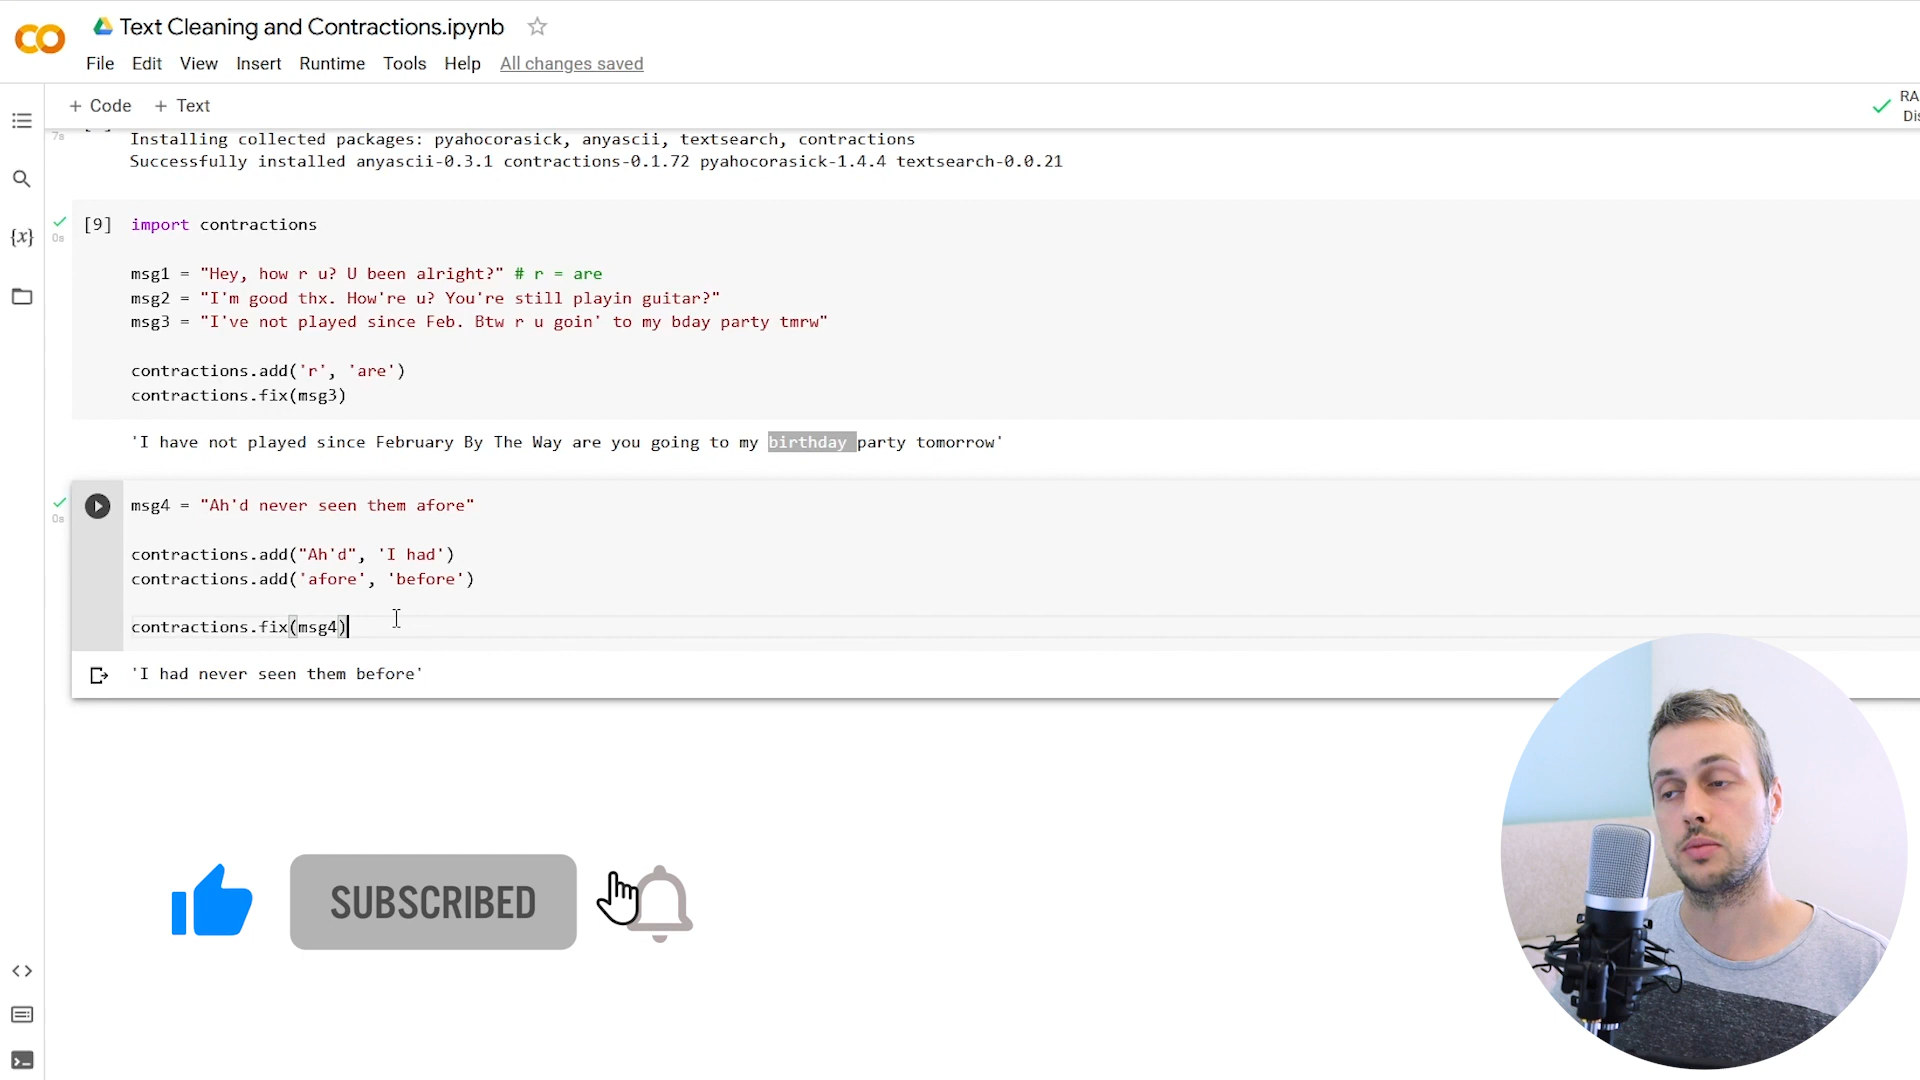 Text Cleaning and Contractions.ipynb
File Edit View Insert Runtime Tools Help All changes saved
+ Code + Text
RA
Dis
7s
Installing collected packages: pyahocorasick, anyascii, textsearch, contractions
Successfully installed anyascii-0.3.1 contractions-0.1.72 pyahocorasick-1.4.4 textsearch-0.0.21
{x}
0s
[9] import contractions
msg1 = "Hey, how r u? U been alright?" # r = are
msg2 = "I'm good thx. How're u? You're still playin guitar?"
msg3 = "I've not played since Feb. Btw r u goin' to my bday party tmrw"
contractions.add('r', 'are')
contractions.fix(msg3)
'I have not played since February By The Way are you going to my birthday party tomorrow'
0s
msg4 = "Ah'd never seen them afore"
contractions.add("Ah'd", 'I had')
contractions.add('afore', 'before')
contractions.fix(msg4)
'I had never seen them before'
SUBSCRIBED